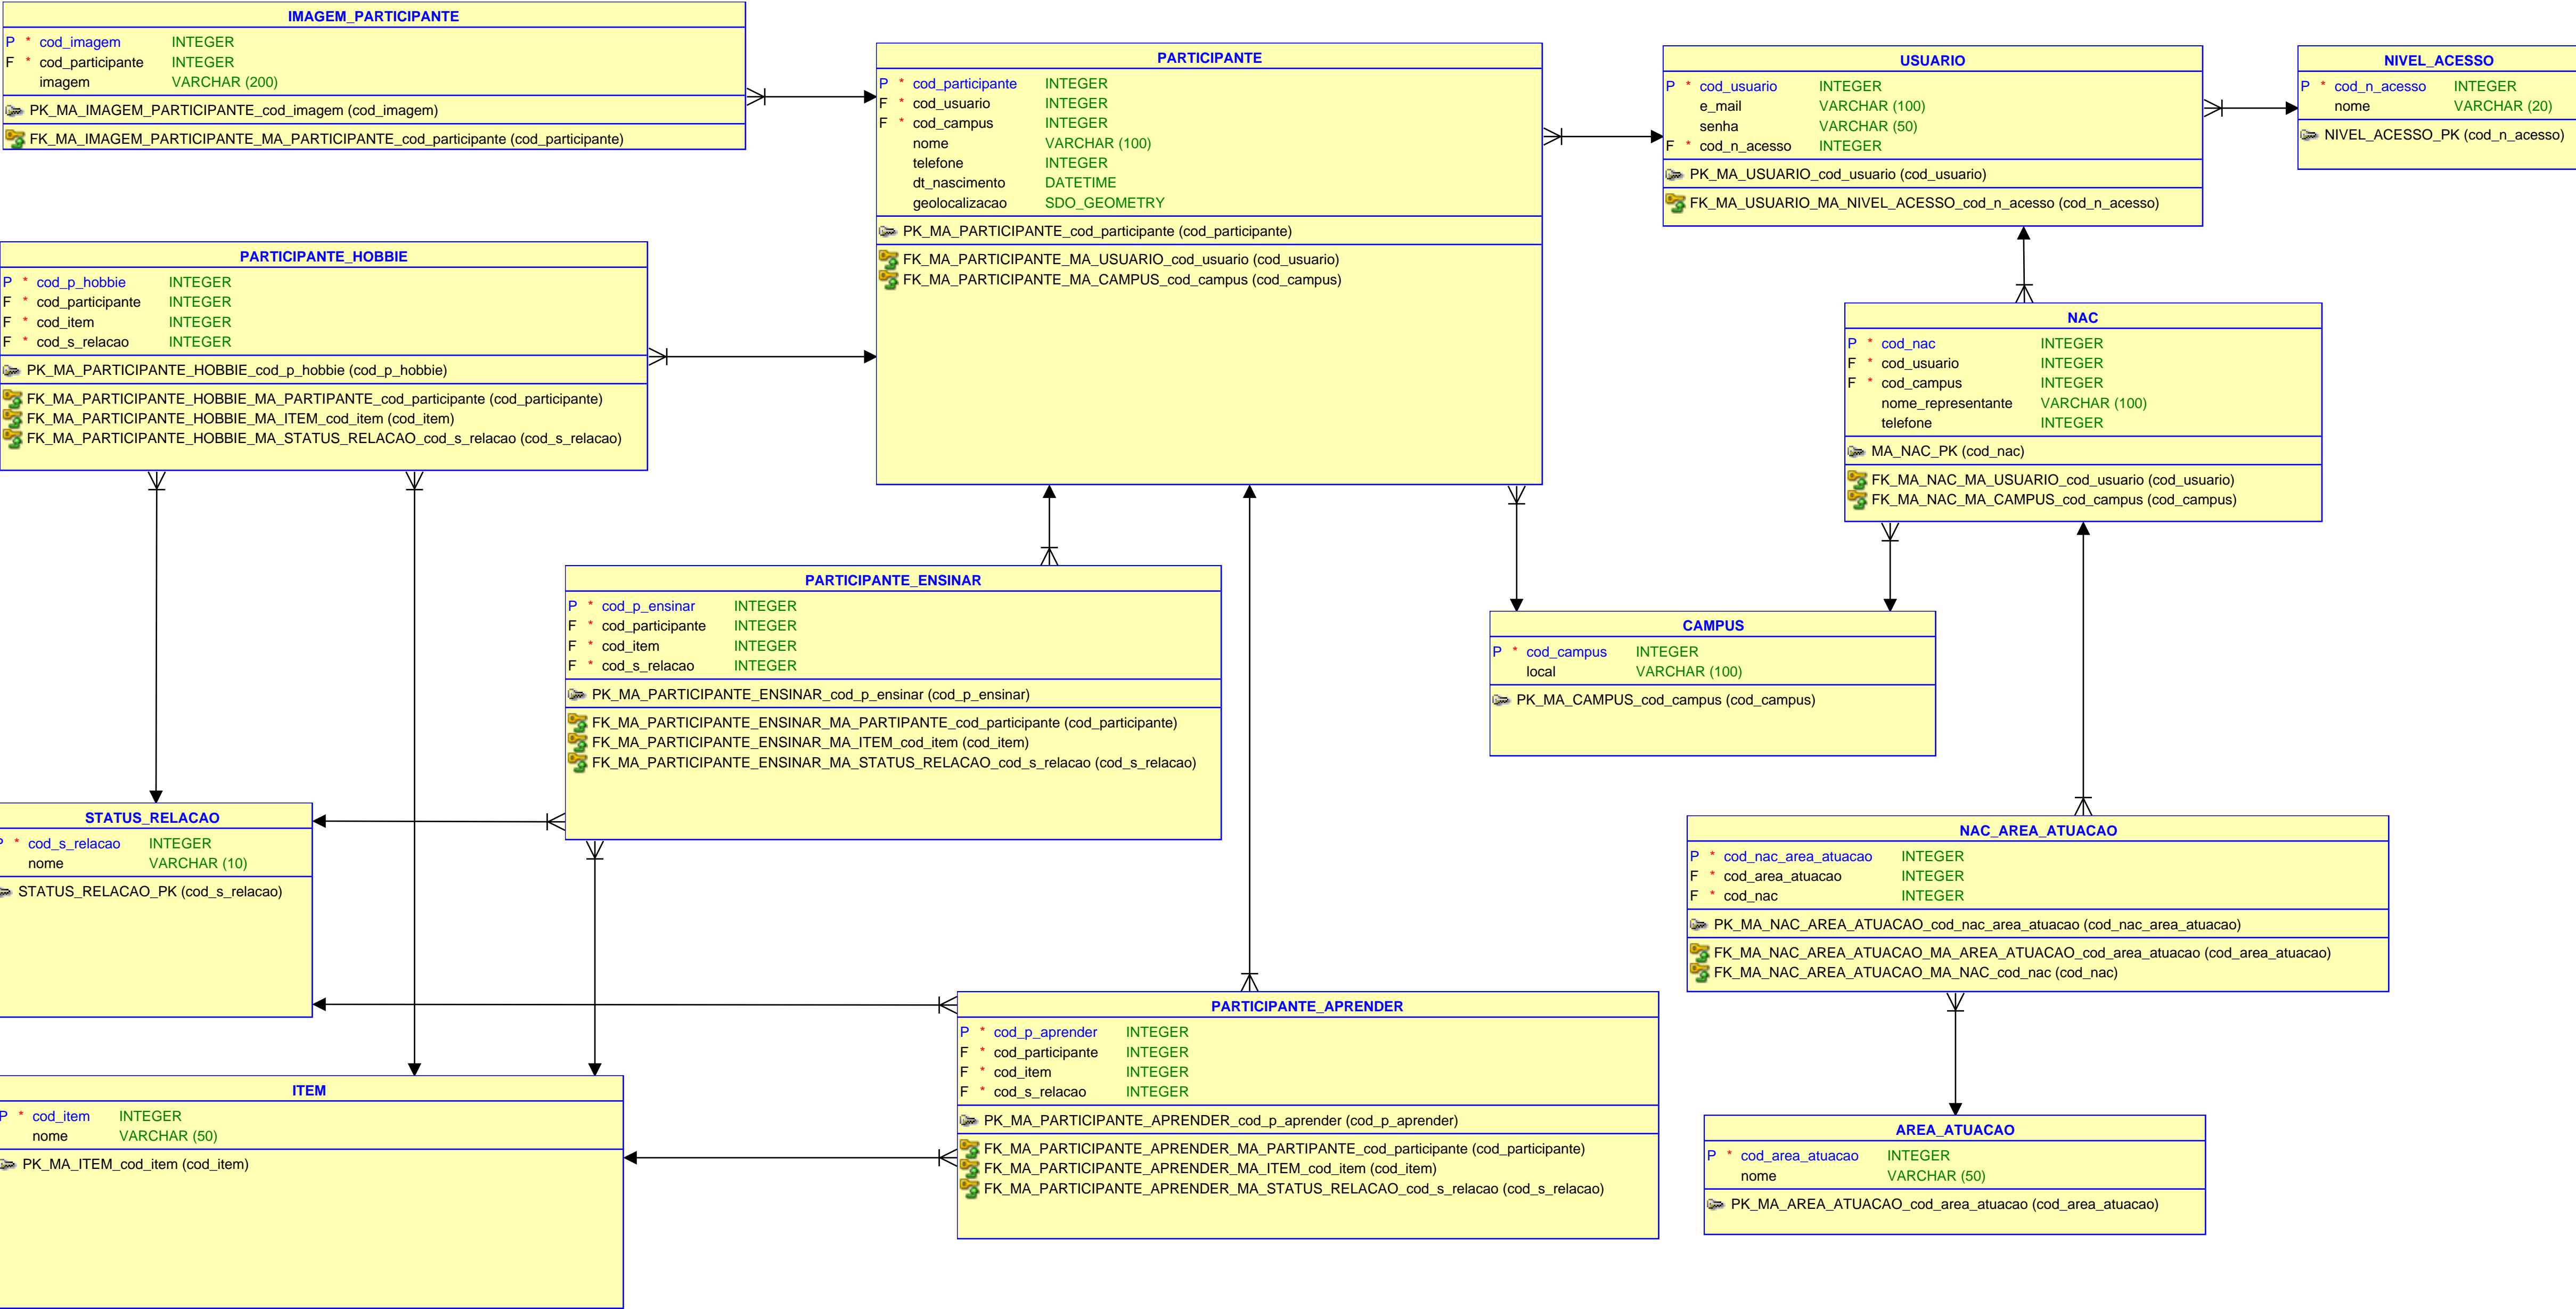 IMAGEM_PARTICIPANTE
P * cod_imagem INTEGER
F * cod_participante INTEGER
imagem VARCHAR (200)
PK_MA_IMAGEM_PARTICIPANTE_cod_imagem (cod_imagem)
FK_MA_IMAGEM_PARTICIPANTE_MA_PARTICIPANTE_cod_participante (cod_participante)
PARTICIPANTE
P * cod_participante INTEGER
F * cod_usuario INTEGER
F * cod_campus INTEGER
nome VARCHAR (100)
telefone INTEGER
dt_nascimento DATETIME
geolocalizacao SDO_GEOMETRY
PK_MA_PARTICIPANTE_cod_participante (cod_participante)
FK_MA_PARTICIPANTE_MA_USUARIO_cod_usuario (cod_usuario)
FK_MA_PARTICIPANTE_MA_CAMPUS_cod_campus (cod_campus)
USUARIO
P * cod_usuario INTEGER
e_mail VARCHAR (100)
senha VARCHAR (50)
F * cod_n_acesso INTEGER
PK_MA_USUARIO_cod_usuario (cod_usuario)
FK_MA_USUARIO_MA_NIVEL_ACESSO_cod_n_acesso (cod_n_acesso)
NIVEL_ACESSO
P * cod_n_acesso INTEGER
nome VARCHAR (20)
NIVEL_ACESSO_PK (cod_n_acesso)
PARTICIPANTE_HOBBIE
P * cod_p_hobbie INTEGER
F * cod_participante INTEGER
F * cod_item INTEGER
F * cod_s_relacao INTEGER
PK_MA_PARTICIPANTE_HOBBIE_cod_p_hobbie (cod_p_hobbie)
FK_MA_PARTICIPANTE_HOBBIE_MA_PARTIPANTE_cod_participante (cod_participante)
FK_MA_PARTICIPANTE_HOBBIE_MA_ITEM_cod_item (cod_item)
FK_MA_PARTICIPANTE_HOBBIE_MA_STATUS_RELACAO_cod_s_relacao (cod_s_relacao)
NAC
P * cod_nac INTEGER
F * cod_usuario INTEGER
F * cod_campus INTEGER
nome_representante VARCHAR (100)
telefone INTEGER
MA_NAC_PK (cod_nac)
FK_MA_NAC_MA_USUARIO_cod_usuario (cod_usuario)
FK_MA_NAC_MA_CAMPUS_cod_campus (cod_campus)
PARTICIPANTE_ENSINAR
P * cod_p_ensinar INTEGER
F * cod_participante INTEGER
F * cod_item INTEGER
F * cod_s_relacao INTEGER
PK_MA_PARTICIPANTE_ENSINAR_cod_p_ensinar (cod_p_ensinar)
FK_MA_PARTICIPANTE_ENSINAR_MA_PARTIPANTE_cod_participante (cod_participante)
FK_MA_PARTICIPANTE_ENSINAR_MA_ITEM_cod_item (cod_item)
FK_MA_PARTICIPANTE_ENSINAR_MA_STATUS_RELACAO_cod_s_relacao (cod_s_relacao)
CAMPUS
P * cod_campus INTEGER
local VARCHAR (100)
PK_MA_CAMPUS_cod_campus (cod_campus)
STATUS_RELACAO
P * cod_s_relacao INTEGER
nome VARCHAR (10)
STATUS_RELACAO_PK (cod_s_relacao)
NAC_AREA_ATUACAO
P * cod_nac_area_atuacao INTEGER
F * cod_area_atuacao INTEGER
F * cod_nac INTEGER
PK_MA_NAC_AREA_ATUACAO_cod_nac_area_atuacao (cod_nac_area_atuacao)
FK_MA_NAC_AREA_ATUACAO_MA_AREA_ATUACAO_cod_area_atuacao (cod_area_atuacao)
FK_MA_NAC_AREA_ATUACAO_MA_NAC_cod_nac (cod_nac)
PARTICIPANTE_APRENDER
P * cod_p_aprender INTEGER
F * cod_participante INTEGER
F * cod_item INTEGER
F * cod_s_relacao INTEGER
PK_MA_PARTICIPANTE_APRENDER_cod_p_aprender (cod_p_aprender)
FK_MA_PARTICIPANTE_APRENDER_MA_PARTIPANTE_cod_participante (cod_participante)
FK_MA_PARTICIPANTE_APRENDER_MA_ITEM_cod_item (cod_item)
FK_MA_PARTICIPANTE_APRENDER_MA_STATUS_RELACAO_cod_s_relacao (cod_s_relacao)
ITEM
P * cod_item INTEGER
nome VARCHAR (50)
PK_MA_ITEM_cod_item (cod_item)
AREA_ATUACAO
P * cod_area_atuacao INTEGER
nome VARCHAR (50)
PK_MA_AREA_ATUACAO_cod_area_atuacao (cod_area_atuacao)